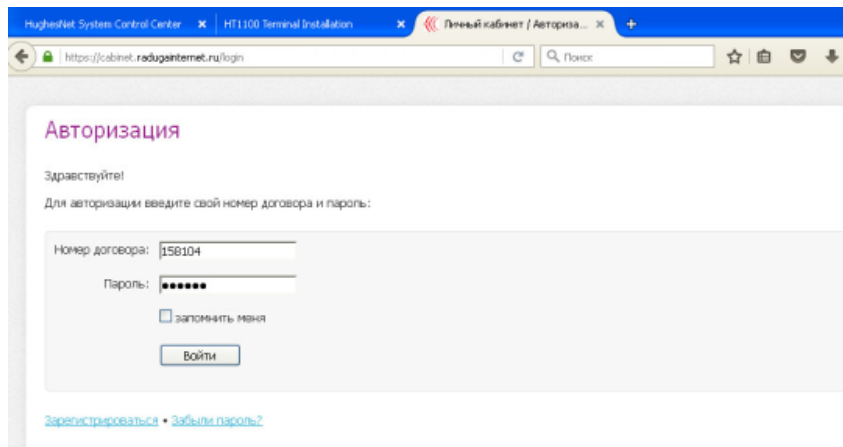 HughesNet System Control Center × HT1100 Terminal Installation × Личный кабинет / Авториза... × +
https://cabinet.radugainternet.ru/login Поиск
Авторизация
Здравствуйте!
Для авторизации введите свой номер договора и пароль:
Номер договора: 158104
Пароль: ●●●●●●
запомнить меня
Войти
Зарегистрироваться • Забыли пароль?